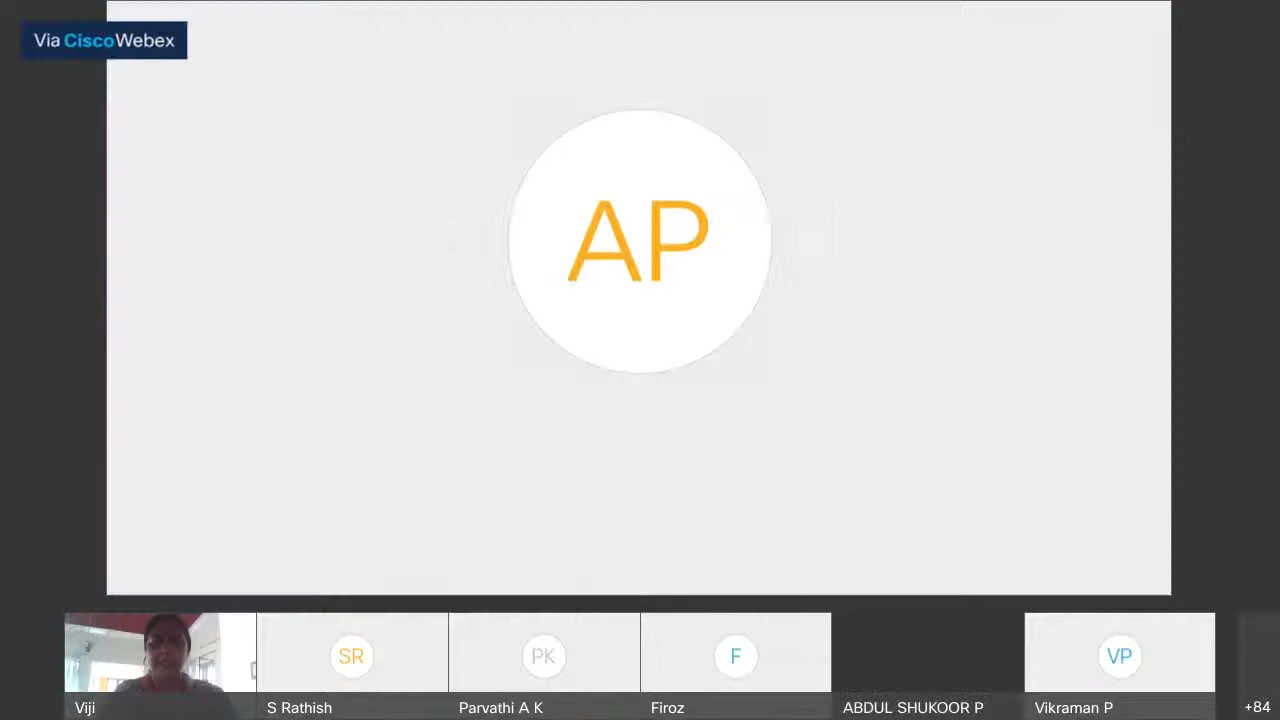 Via CiscoWebex
AP
SR
PK
F
VP
Viji
S Rathish
Parvathi A K
Firoz
ABDUL SHUKOOR P
Vikraman P
+84